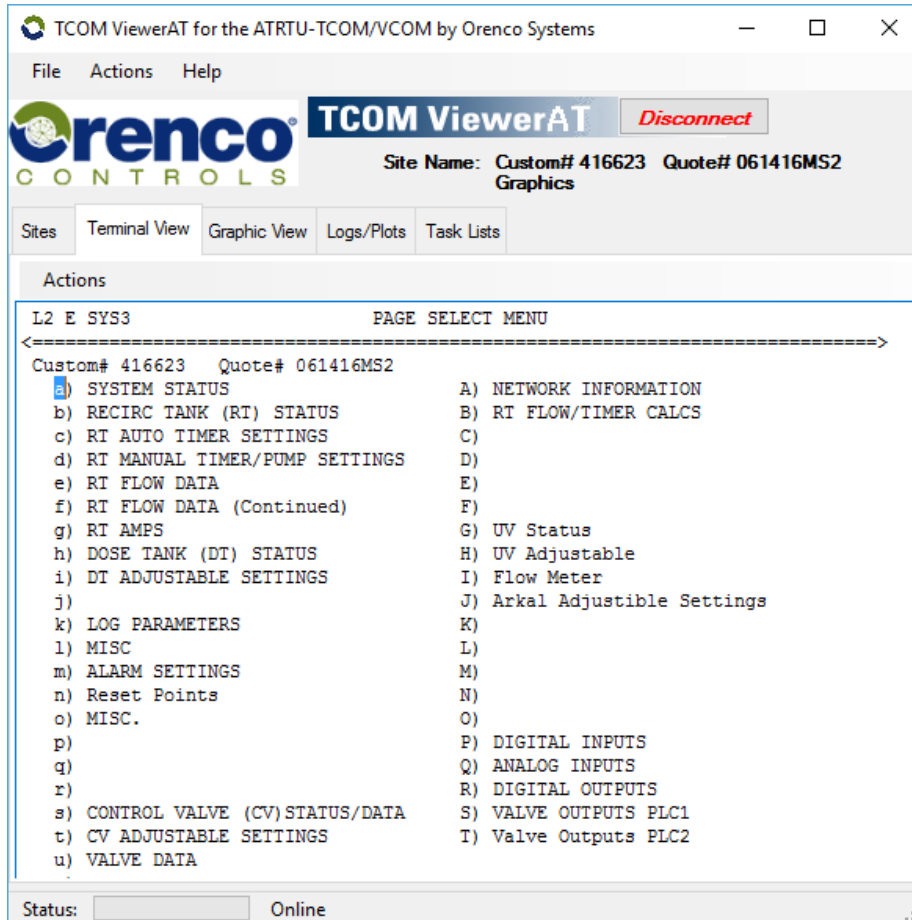 TCOM ViewerAT for the ATRTU-TCOM/VCOM by Orenco Systems
File Actions Help
Orenco®
CONTROLS
TCOM ViewerAT
Disconnect
Site Name: Custom# 416623 Quote# 061416MS2
Graphics
Sites Terminal View Graphic View Logs/Plots Task Lists
Actions
L2 E SYS3 PAGE SELECT MENU
<==============================================================================>
Custom# 416623 Quote# 061416MS2
a) SYSTEM STATUS A) NETWORK INFORMATION
b) RECIRC TANK (RT) STATUS B) RT FLOW/TIMER CALCS
c) RT AUTO TIMER SETTINGS C)
d) RT MANUAL TIMER/PUMP SETTINGS D)
e) RT FLOW DATA E)
f) RT FLOW DATA (Continued) F)
g) RT AMPS G) UV Status
h) DOSE TANK (DT) STATUS H) UV Adjustable
i) DT ADJUSTABLE SETTINGS I) Flow Meter
j) J) Arkal Adjustible Settings
k) LOG PARAMETERS K)
l) MISC L)
m) ALARM SETTINGS M)
n) Reset Points N)
o) MISC. O)
p) P) DIGITAL INPUTS
q) Q) ANALOG INPUTS
r) R) DIGITAL OUTPUTS
s) CONTROL VALVE (CV)STATUS/DATA S) VALVE OUTPUTS PLC1
t) CV ADJUSTABLE SETTINGS T) Valve Outputs PLC2
u) VALVE DATA
Status: Online